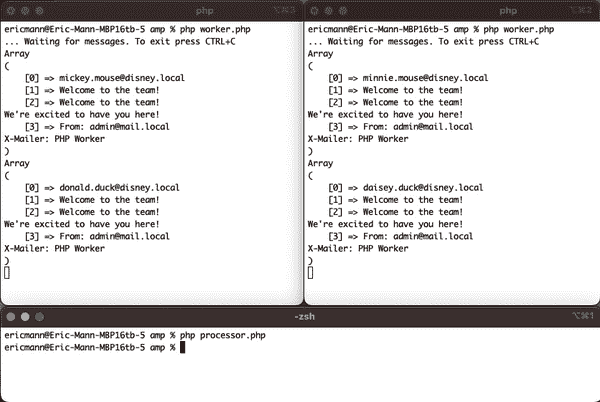 php
⌥⌘3
ericmann@Eric-Mann-MBP16tb-5 amp % php worker.php
... Waiting for messages. To exit press CTRL+C
Array
(
[0] => mickey.mouse@disney.local
[1] => Welcome to the team!
[2] => Welcome to the team!
We're excited to have you here!
[3] => From: admin@mail.local
X-Mailer: PHP Worker
)
Array
(
[0] => donald.duck@disney.local
[1] => Welcome to the team!
[2] => Welcome to the team!
We're excited to have you here!
[3] => From: admin@mail.local
X-Mailer: PHP Worker
)
php
⌥⌘2
ericmann@Eric-Mann-MBP16tb-5 amp % php worker.php
... Waiting for messages. To exit press CTRL+C
Array
(
[0] => minnie.mouse@disney.local
[1] => Welcome to the team!
[2] => Welcome to the team!
We're excited to have you here!
[3] => From: admin@mail.local
X-Mailer: PHP Worker
)
Array
(
[0] => daisey.duck@disney.local
[1] => Welcome to the team!
[2] => Welcome to the team!
We're excited to have you here!
[3] => From: admin@mail.local
X-Mailer: PHP Worker
)
-zsh
⌥⌘1
ericmann@Eric-Mann-MBP16tb-5 amp % php processor.php
ericmann@Eric-Mann-MBP16tb-5 amp %